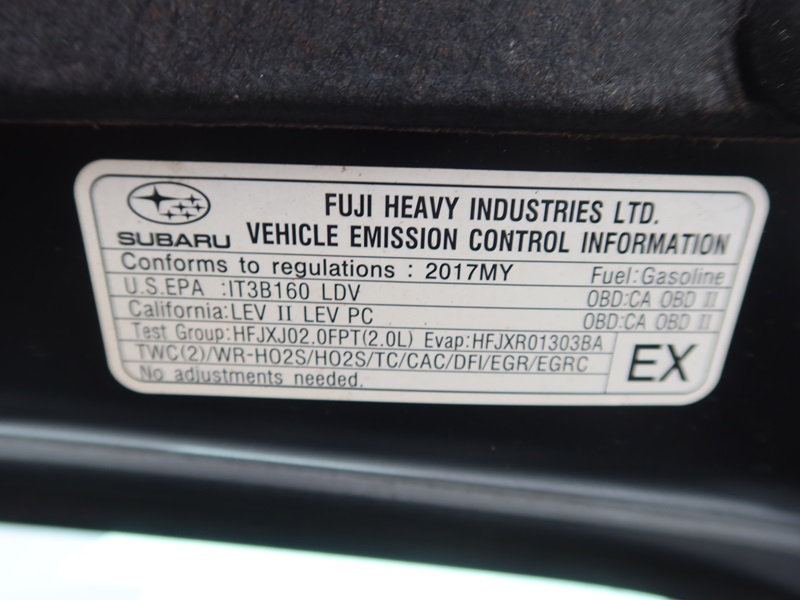 FUJI HEAVY INDUSTRIES LTD.
SUBARU VEHICLE EMISSION CONTROL INFORMATION
Conforms to regulations : 2017MY Fuel:Gasoline
U.S.EPA :IT3B160 LDV OBD:CA OBD II
California:LEV II LEV PC OBD:CA OBD II
Test Group:HFJXJ02.0FPT(2.0L) Evap:HFJXR01303BA
TWC(2)/WR-HO2S/HO2S/TC/CAC/DFI/EGR/EGRC
EX
No adjustments needed.